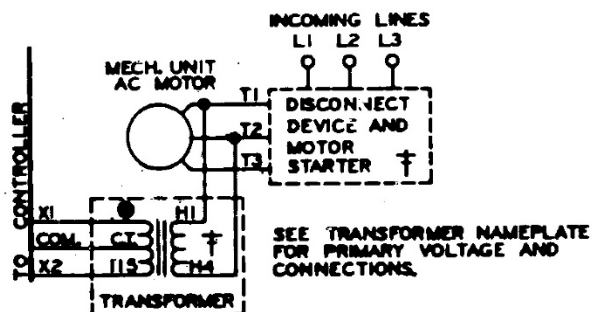 INCOMING LINES
L1 L2 L3
MECH. UNIT
AC MOTOR
T1
T2
T3
DISCONNECT
DEVICE AND
MOTOR
STARTER
TO CONTROLLER
X1
COM.
X2
CT
115
H1
H4
TRANSFORMER
SEE TRANSFORMER NAMEPLATE
FOR PRIMARY VOLTAGE AND
CONNECTIONS.